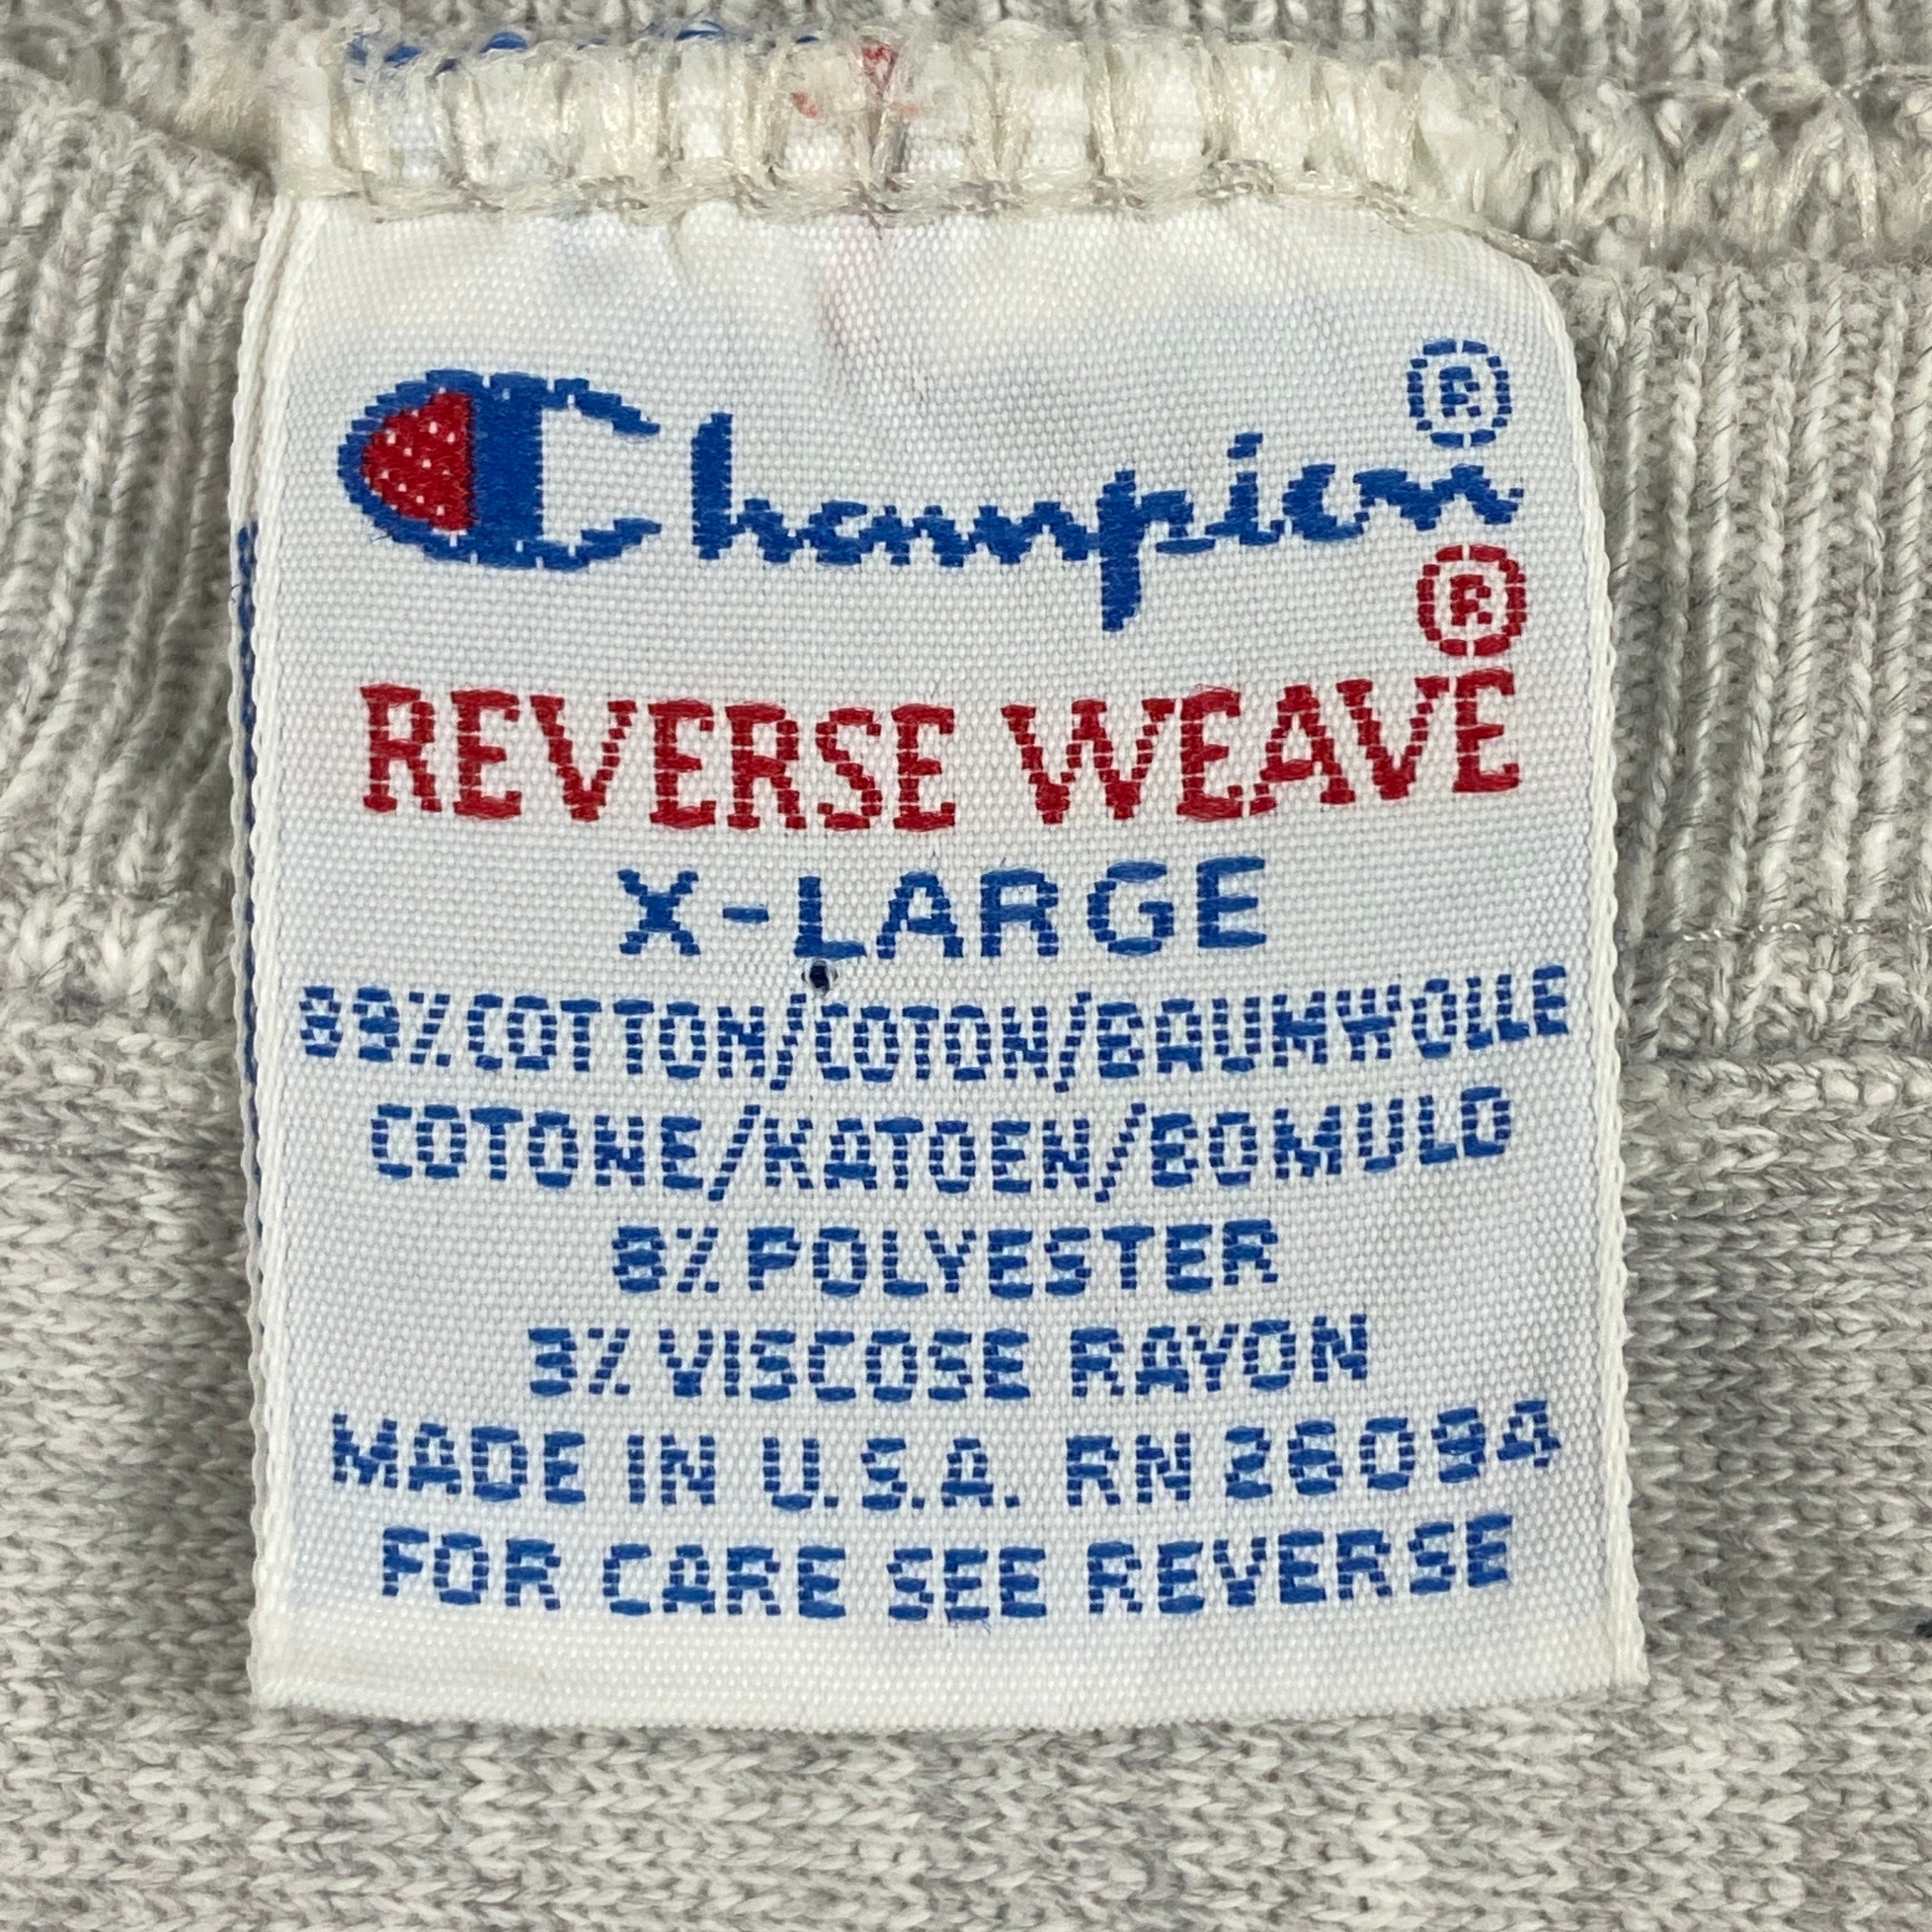 Champion®
REVERSE WEAVE®
X-LARGE
89% COTTON/COTON/BAUMWOLLE
COTONE/KATOEN/BOMULD
8% POLYESTER
3% VISCOSE RAYON
MADE IN U.S.A. RN 26094
FOR CARE SEE REVERSE